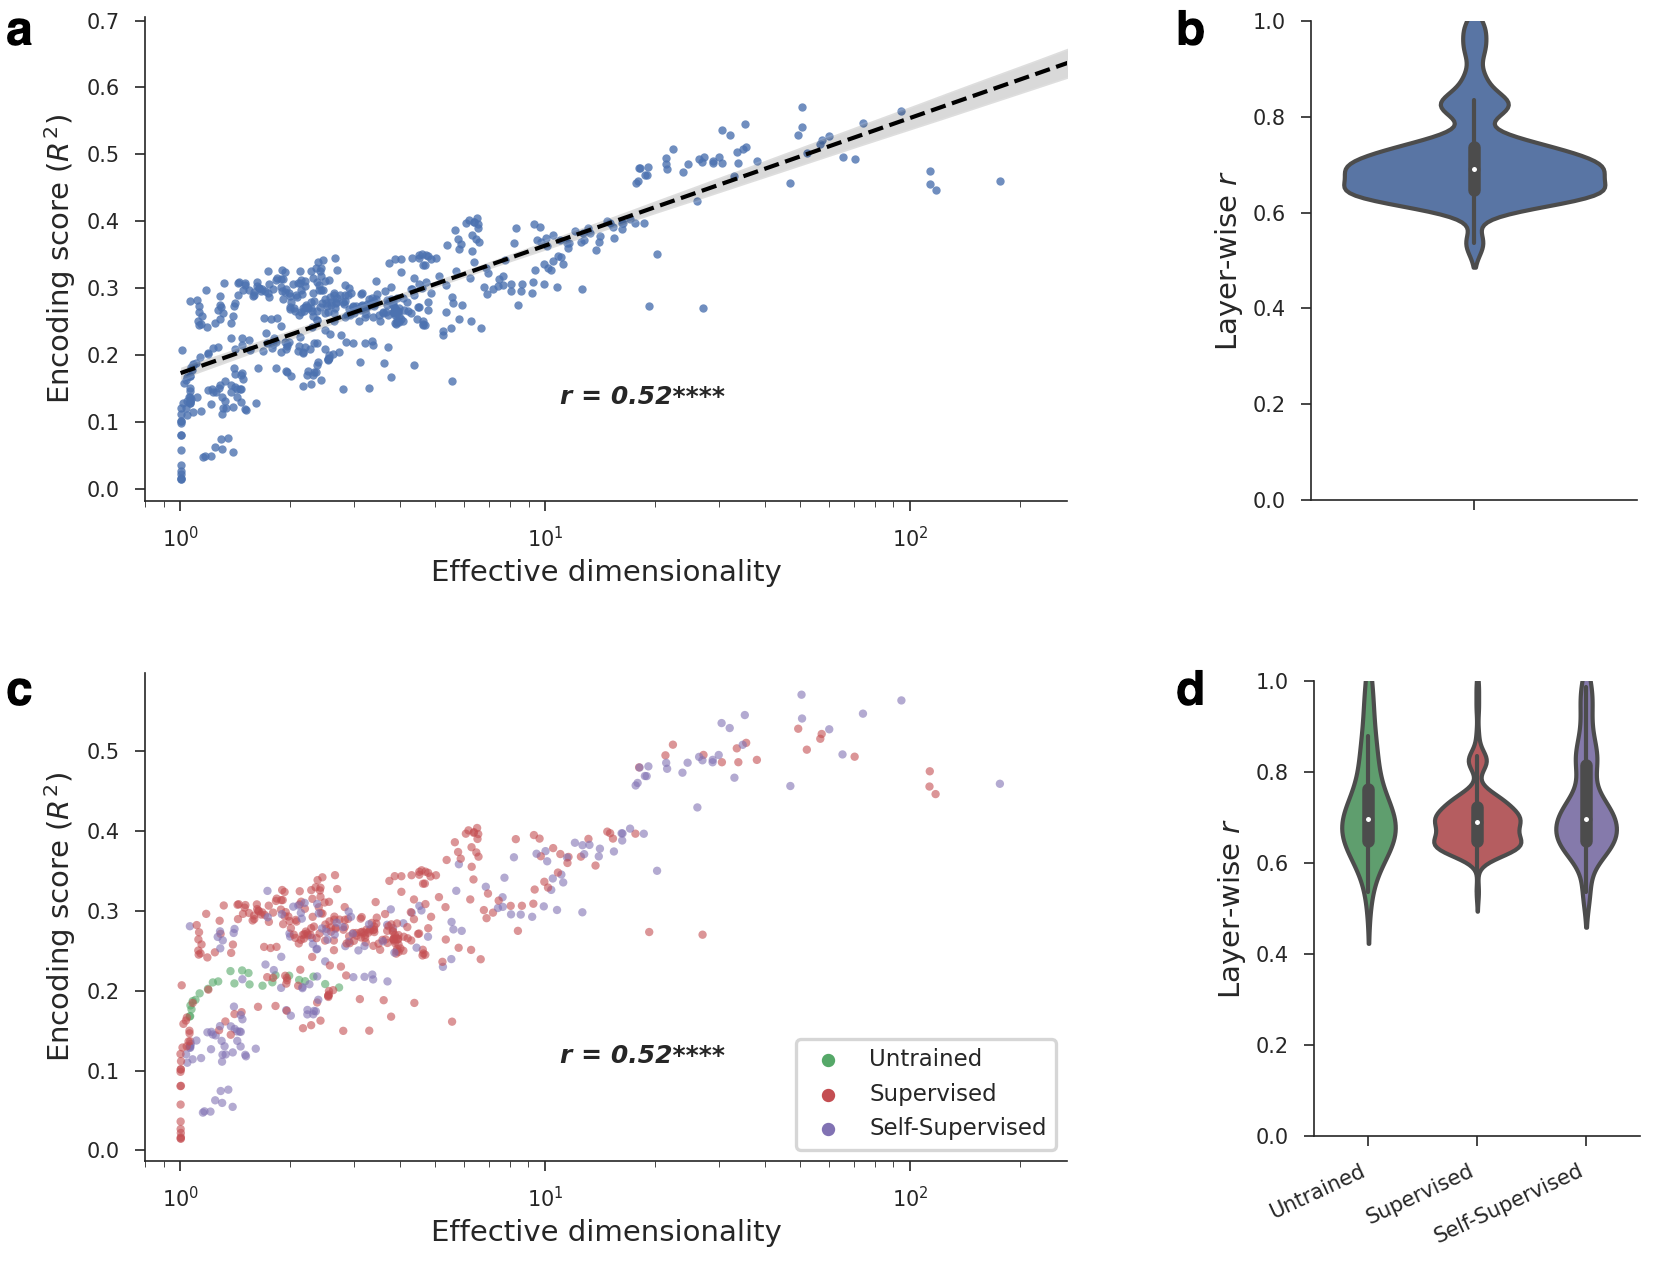 a
0.7
0.6
0.5
0.4
0.3
0.2
0.1
0.0
Encoding score (R²)
r = 0.52****
10⁰ 10¹ 10²
Effective dimensionality
b
1.0
0.8
0.6
0.4
0.2
0.0
Layer-wise r
c
0.5
0.4
0.3
0.2
0.1
0.0
Encoding score (R²)
r = 0.52****
Untrained
Supervised
Self-Supervised
10⁰ 10¹ 10²
Effective dimensionality
d
1.0
0.8
0.6
0.4
0.2
0.0
Layer-wise r
Untrained
Supervised
Self-Supervised